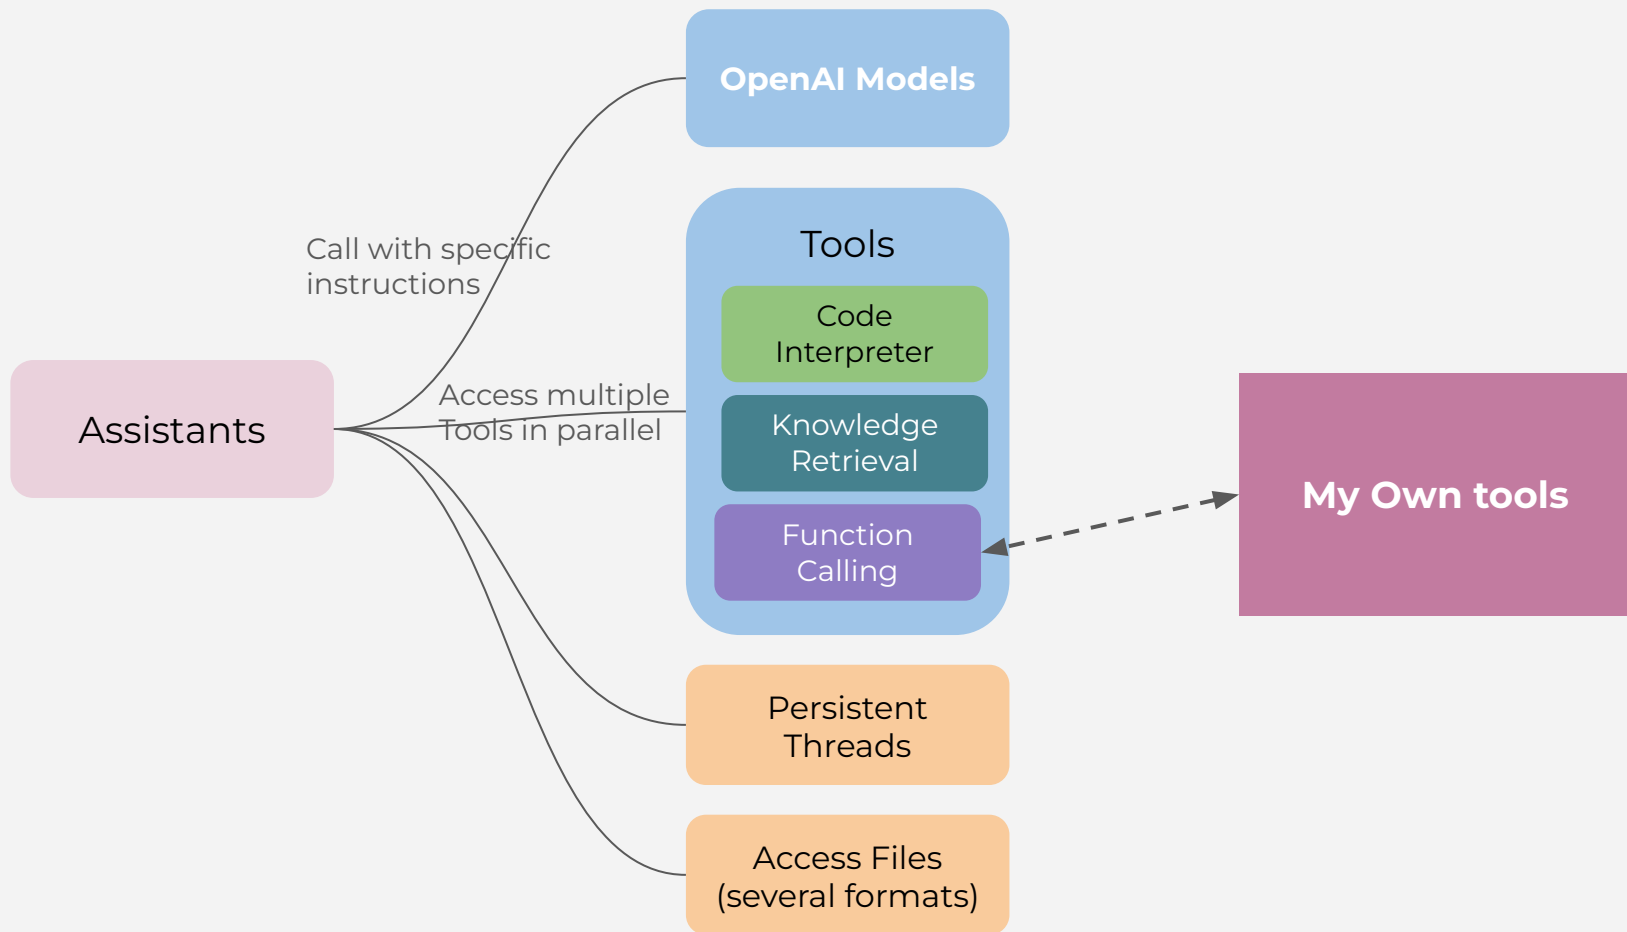 OpenAI Models
Call with specific
instructions
Tools
Code
Interpreter
Access multiple
Tools in parallel
Assistants
Knowledge
Retrieval
Function
Calling
My Own tools
Persistent
Threads
Access Files
(several formats)